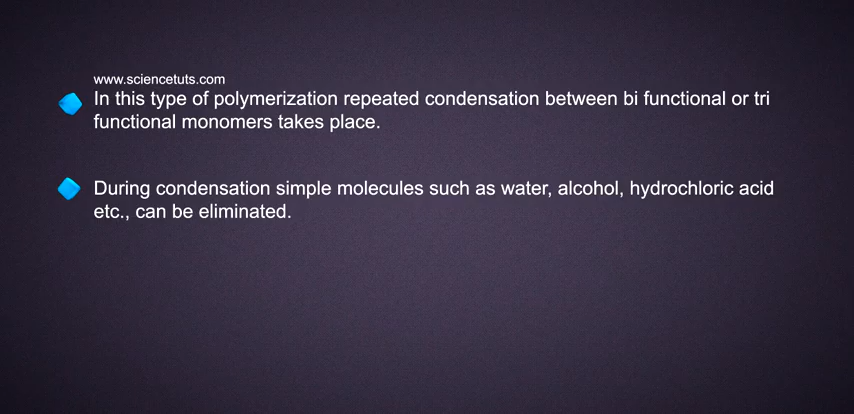 www.sciencetuts.com
In this type of polymerization repeated condensation between bi functional or tri
functional monomers takes place.
During condensation simple molecules such as water, alcohol, hydrochloric acid
etc., can be eliminated.